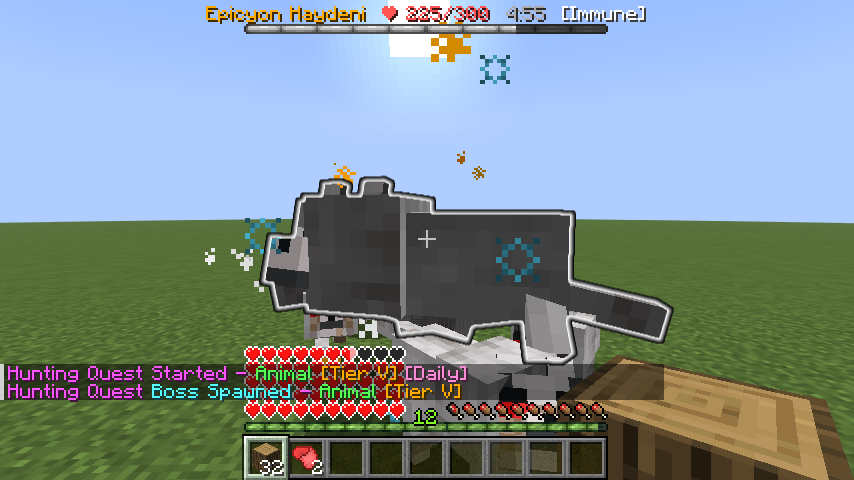 Epicyon Haydeni 225/300 4:55 [Immune]
Hunting Quest Started - Animal [Tier V] [Daily]
Hunting Quest Boss Spawned - Animal [Tier V]
18
32 2